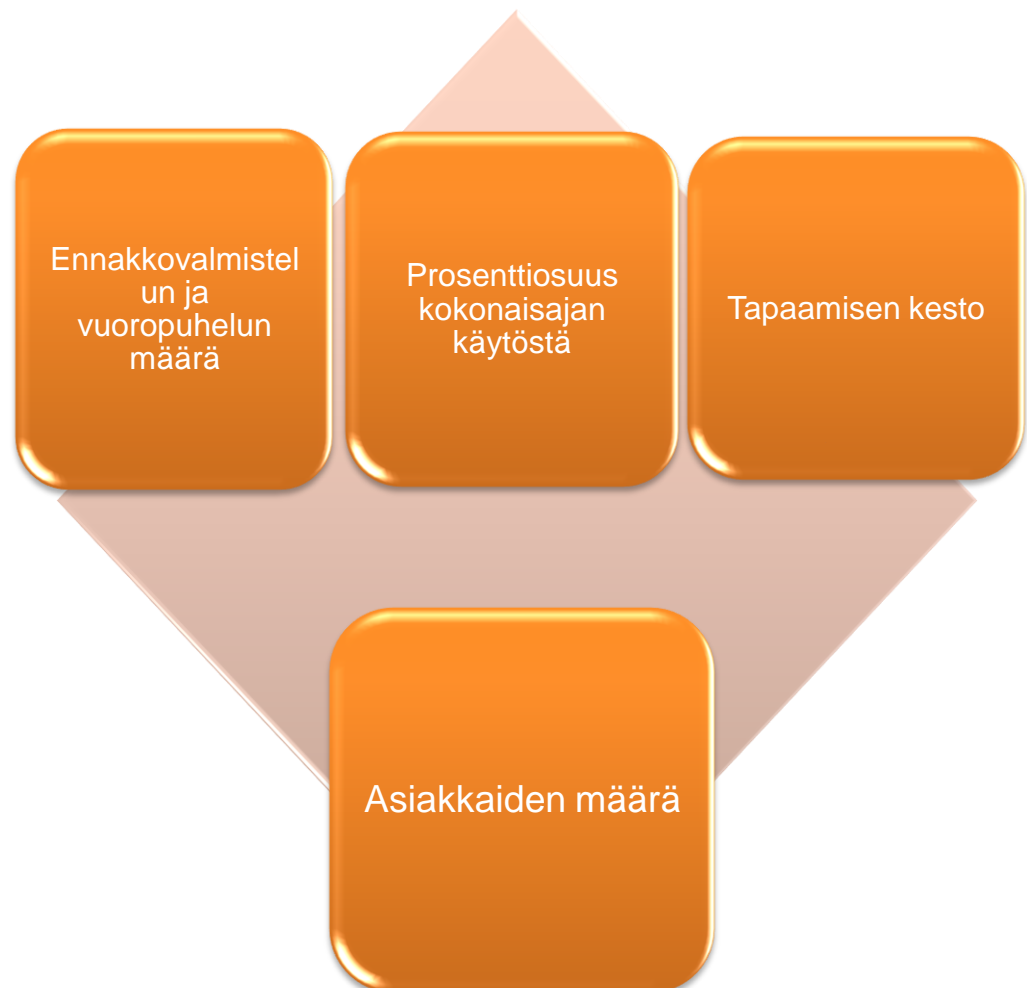 Ennakkovalmistel
un ja
vuoropuhelun
määrä
Prosenttiosuus
kokonaisajan
käytöstä
Tapaamisen kesto
Asiakkaiden määrä